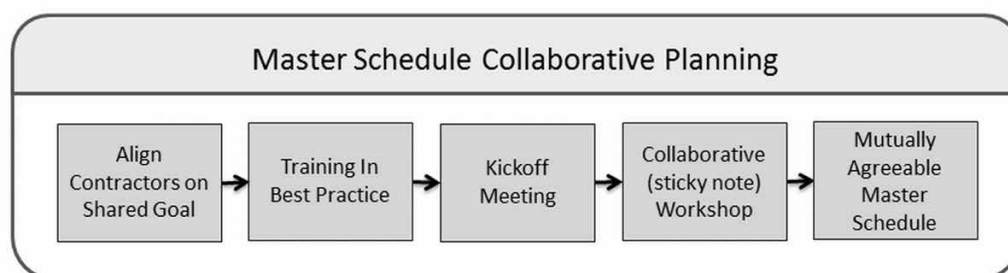 Master Schedule Collaborative Planning
Align
Contractors on
Shared Goal
Training In
Best Practice
Kickoff
Meeting
Collaborative
(sticky note)
Workshop
Mutually
Agreeable
Master
Schedule